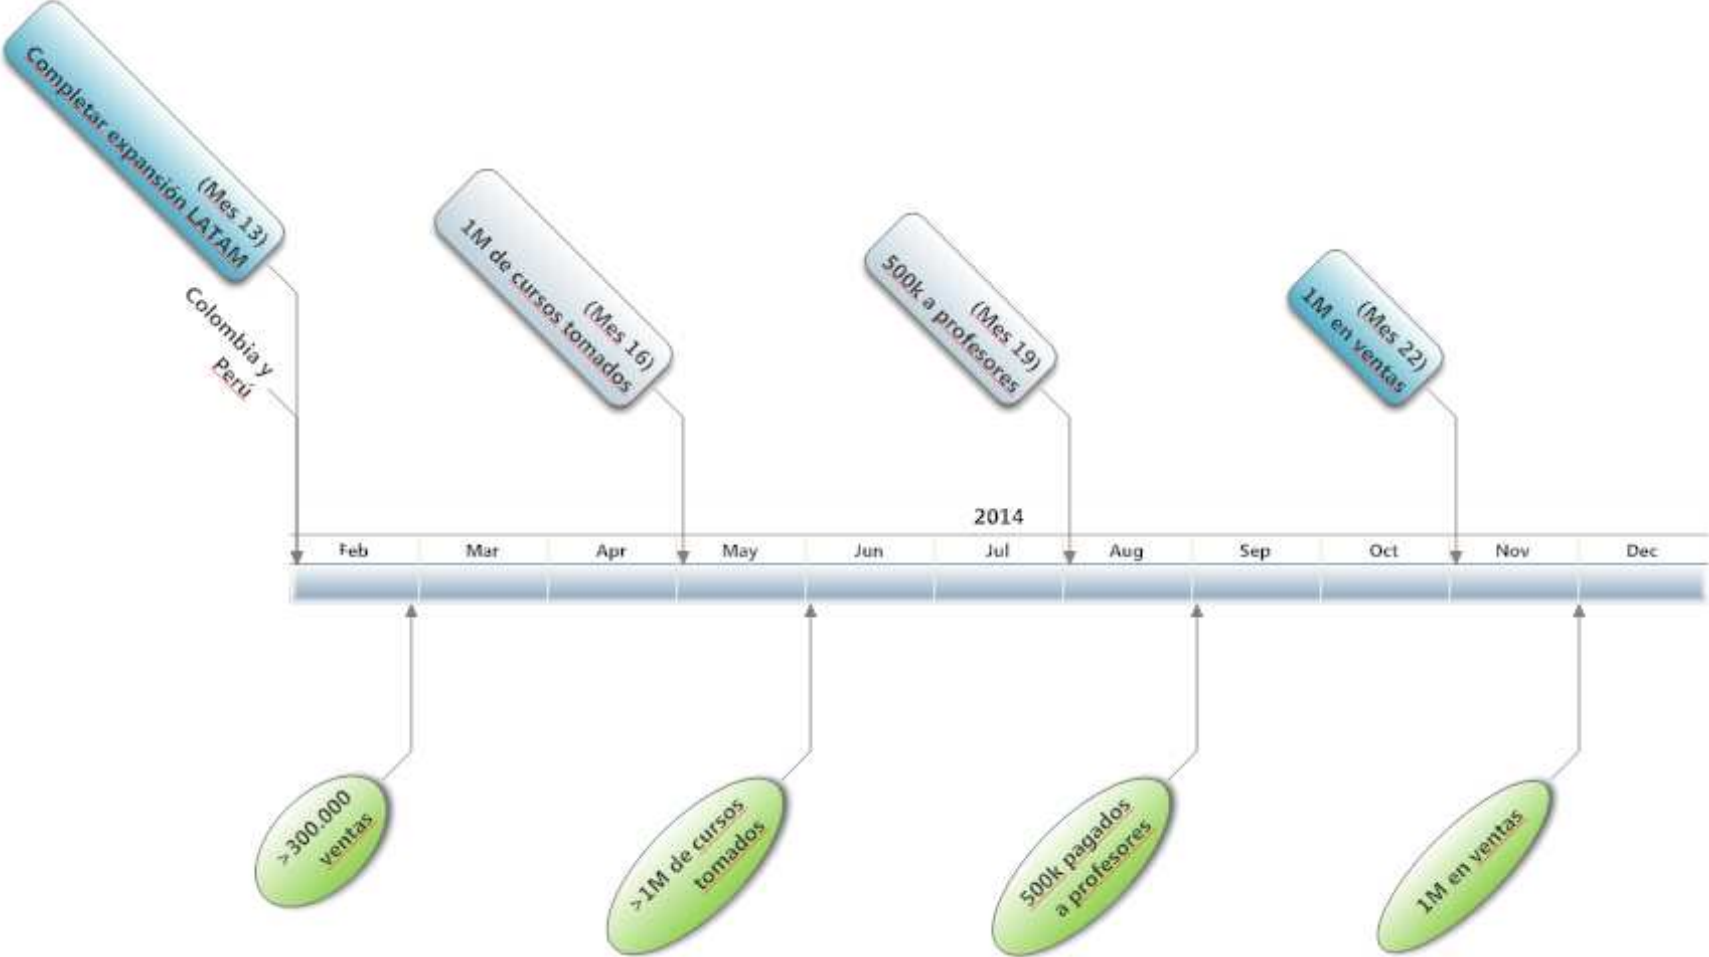 (Mes 13)
Completar expansión LATAM
Colombia y
Perú
(Mes 16)
1M de cursos tomados
(Mes 19)
500k a profesores
(Mes 22)
1M en ventas
2014
Feb
Mar
Apr
May
Jun
Jul
Aug
Sep
Oct
Nov
Dec
>300.000
ventas
>1M de cursos
tomados
500k pagados
a profesores
1M en ventas